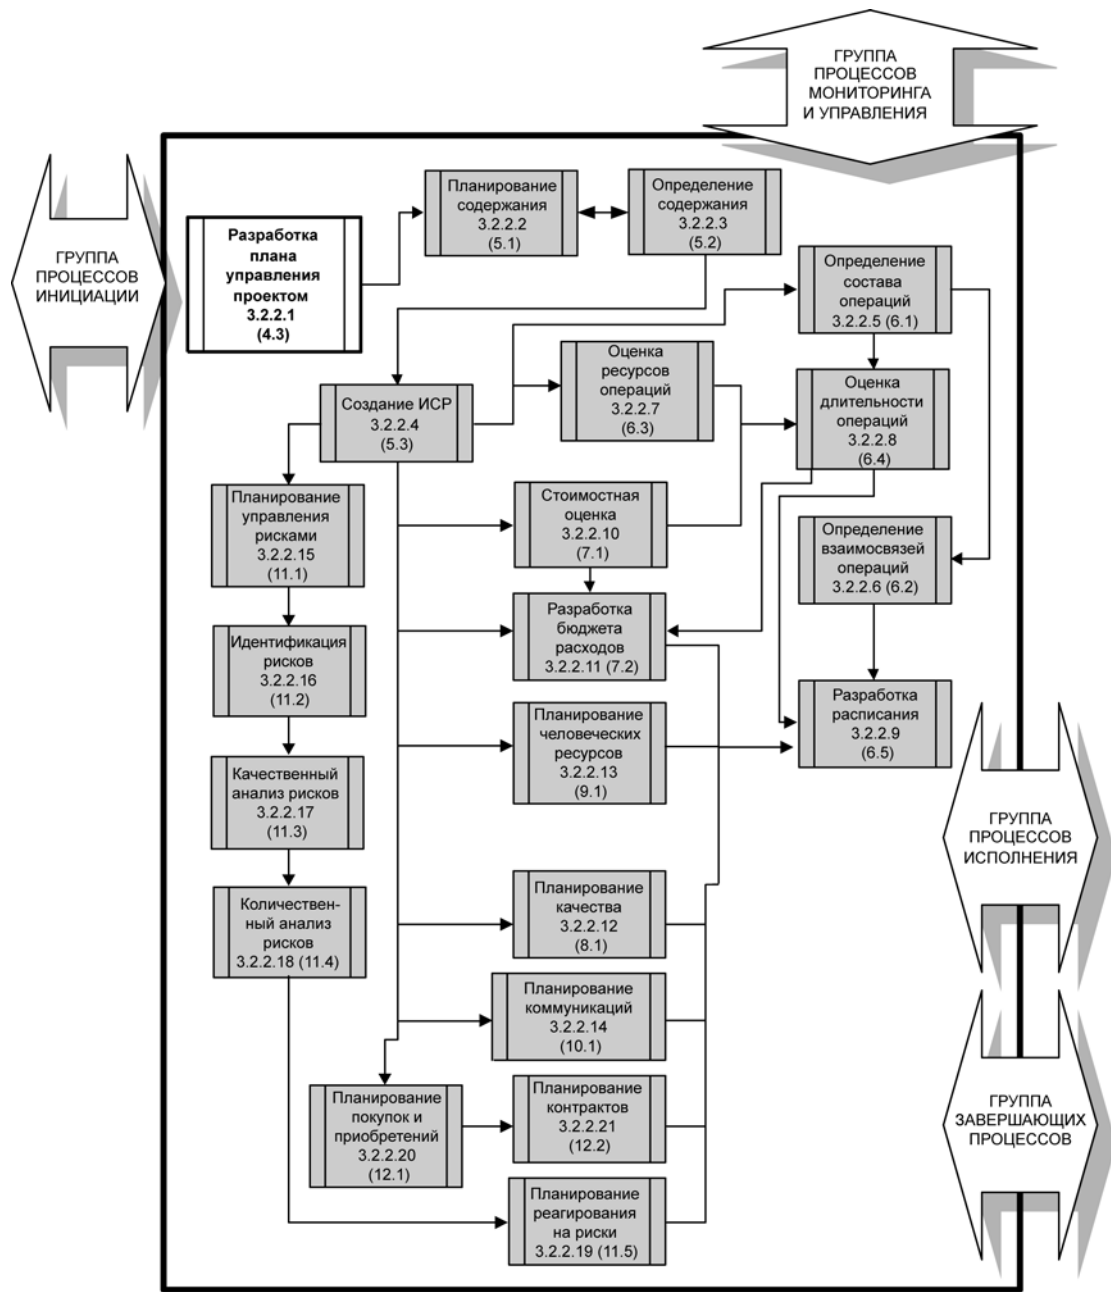 ГРУППА
ПРОЦЕССОВ
МОНИТОРИНГА
И УПРАВЛЕНИЯ
ГРУППА
ПРОЦЕССОВ
ИНИЦИАЦИИ
Разработка
плана
управления
проектом
3.2.2.1
(4.3)
Планирование
содержания
3.2.2.2
(5.1)
Определение
содержания
3.2.2.3
(5.2)
Определение
состава
операций
3.2.2.5 (6.1)
Оценка
ресурсов
операций
3.2.2.7
(6.3)
Оценка
длительности
операций
3.2.2.8
(6.4)
Создание ИСР
3.2.2.4
(5.3)
Планирование
управления
рисками
3.2.2.15
(11.1)
Стоимостная
оценка
3.2.2.10
(7.1)
Определение
взаимосвязей
операций
3.2.2.6 (6.2)
Идентификация
рисков
3.2.2.16
(11.2)
Разработка
бюджета
расходов
3.2.2.11 (7.2)
Планирование
человеческих
ресурсов
3.2.2.13
(9.1)
Разработка
расписания
3.2.2.9
(6.5)
Качественный
анализ рисков
3.2.2.17
(11.3)
ГРУППА
ПРОЦЕССОВ
ИСПОЛНЕНИЯ
Количествен-
ный анализ
рисков
3.2.2.18 (11.4)
Планирование
качества
3.2.2.12
(8.1)
Планирование
коммуникаций
3.2.2.14
(10.1)
Планирование
покупок и
приобретений
3.2.2.20
(12.1)
Планирование
контрактов
3.2.2.21
(12.2)
ГРУППА
ЗАВЕРШАЮЩИХ
ПРОЦЕССОВ
Планирование
реагирования
на риски
3.2.2.19 (11.5)